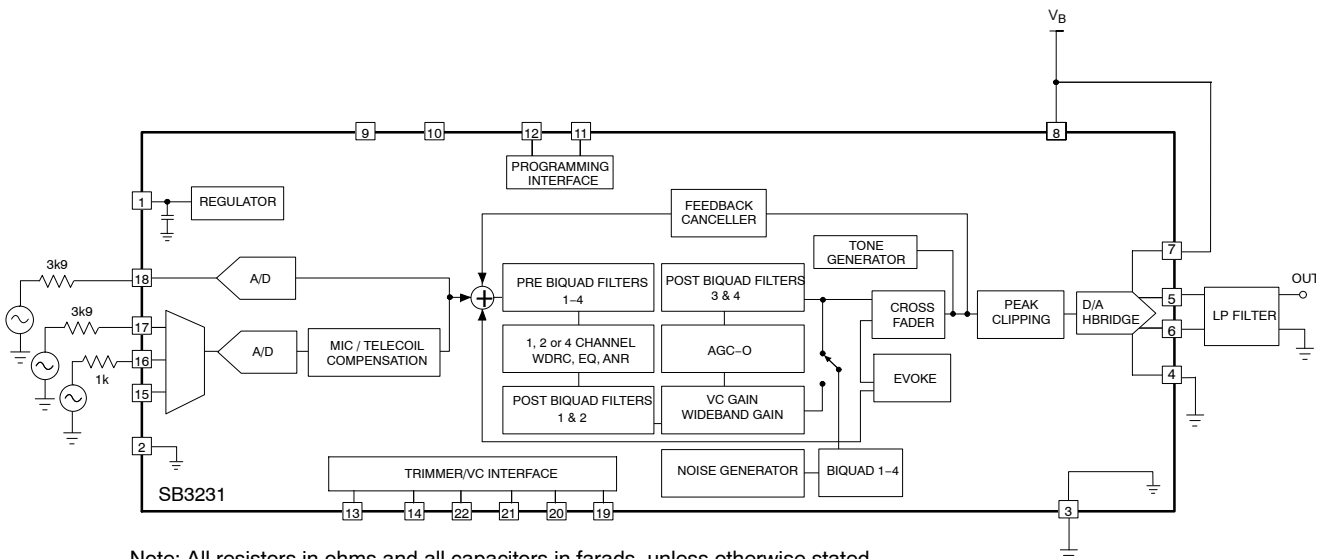 VB
9
10
12
11
8
PROGRAMMING
INTERFACE
1
REGULATOR
FEEDBACK
CANCELLER
TONE
GENERATOR
7
3k9
18
A/D
PRE BIQUAD FILTERS
1–4
POST BIQUAD FILTERS
3 & 4
CROSS
FADER
PEAK
CLIPPING
D/A
HBRIDGE
5
6
LP FILTER
OUT
3k9
17
16
1k
15
A/D
MIC / TELECOIL
COMPENSATION
1, 2 or 4 CHANNEL
WDRC, EQ, ANR
AGC–O
EVOKE
4
POST BIQUAD FILTERS
1 & 2
VC GAIN
WIDEBAND GAIN
2
TRIMMER/VC INTERFACE
NOISE GENERATOR
BIQUAD 1–4
SB3231
13
14
22
21
20
19
3
Note: All resistors in ohms and all capacitors in farads, unless otherwise stated.